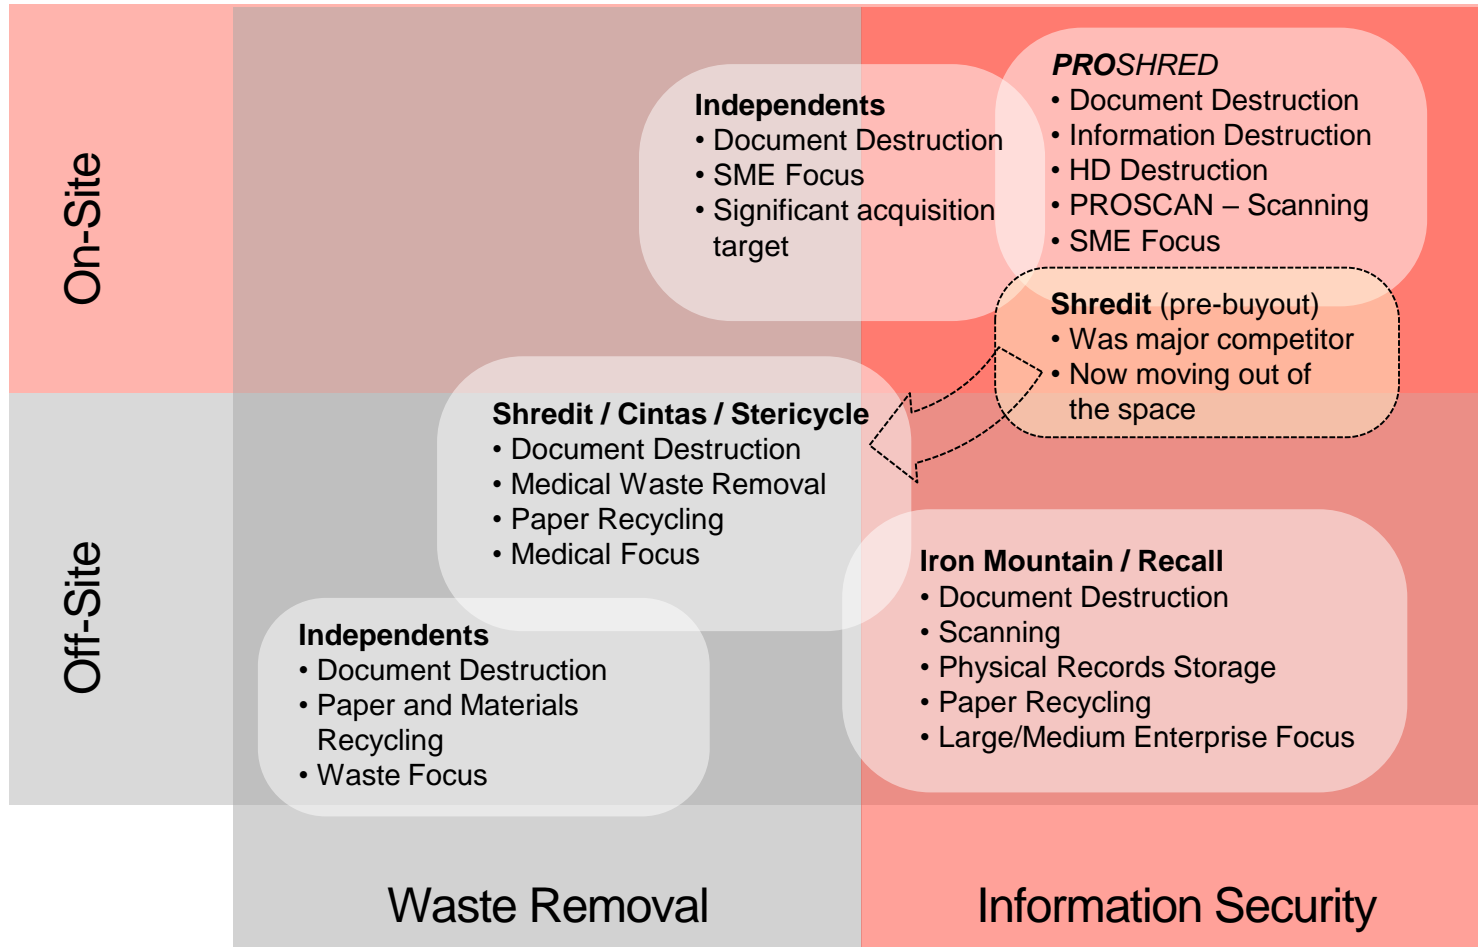 On-Site
Independents
• Document Destruction
• SME Focus
• Significant acquisition
target
PROSHRED
• Document Destruction
• Information Destruction
• HD Destruction
• PROSCAN – Scanning
• SME Focus
Shredit (pre-buyout)
• Was major competitor
• Now moving out of
the space
Off-Site
Shredit / Cintas / Stericycle
• Document Destruction
• Medical Waste Removal
• Paper Recycling
• Medical Focus
Independents
• Document Destruction
• Paper and Materials
Recycling
• Waste Focus
Iron Mountain / Recall
• Document Destruction
• Scanning
• Physical Records Storage
• Paper Recycling
• Large/Medium Enterprise Focus
Waste Removal
Information Security